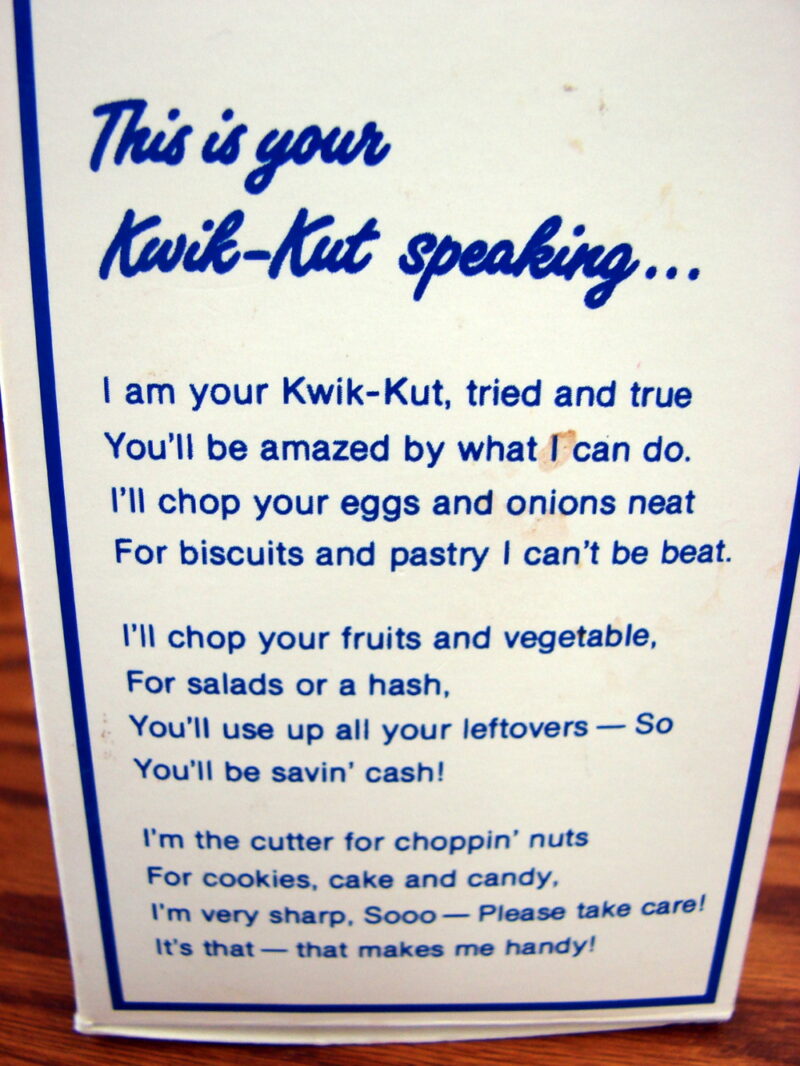 This is your
Kwik-Kut speaking...
I am your Kwik-Kut, tried and true
You'll be amazed by what I can do.
I'll chop your eggs and onions neat
For biscuits and pastry I can't be beat.
I'll chop your fruits and vegetable,
For salads or a hash,
You'll use up all your leftovers — So
You'll be savin' cash!
I'm the cutter for choppin' nuts
For cookies, cake and candy,
I'm very sharp, Sooo — Please take care!
It's that — that makes me handy!